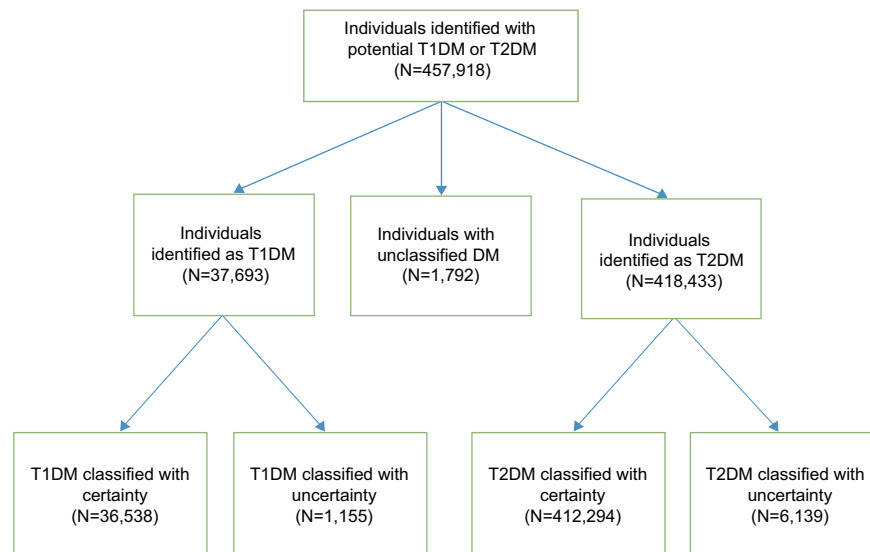 Individuals identified with
potential T1DM or T2DM
(N=457,918)
Individuals
identified as T1DM
(N=37,693)
Individuals with
unclassified DM
(N=1,792)
Individuals
identified as T2DM
(N=418,433)
T1DM classified with
certainty
(N=36,538)
T1DM classified with
uncertainty
(N=1,155)
T2DM classified with
certainty
(N=412,294)
T2DM classified with
uncertainty
(N=6,139)